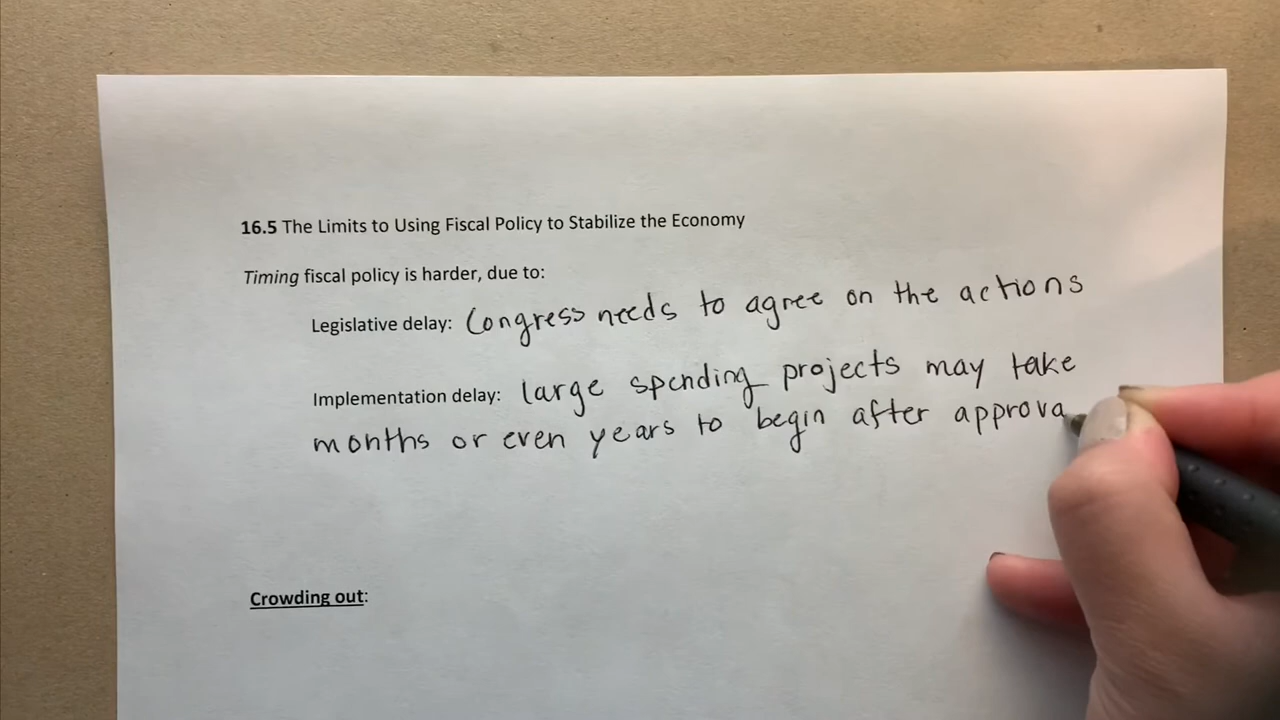 16.5 The Limits to Using Fiscal Policy to Stabilize the Economy
Timing fiscal policy is harder, due to:
Legislative delay: Congress needs to agree on the actions
Implementation delay: large spending projects may take
months or even years to begin after approva
Crowding out: